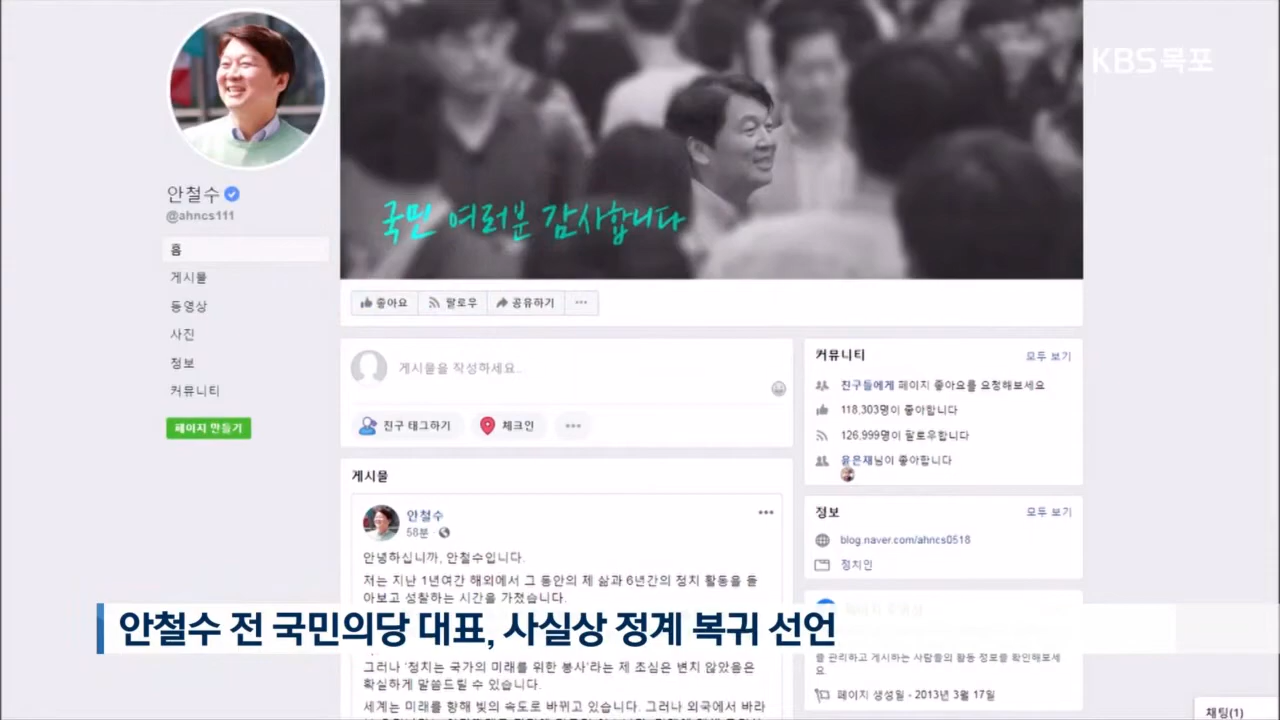 KBS목포
안철수
@ahncs111
홈
게시물
동영상
사진
정보
커뮤니티
페이지 만들기
국민 여러분 감사합니다
좋아요
팔로우
공유하기
게시물을 작성하세요..
친구 태그하기
체크인
게시물
안철수
58분
안녕하십니까, 안철수입니다.
저는 지난 1년여간 해외에서 그 동안의 제 삶과 6년간의 정치 활동을 돌
아보고 성찰하는 시간을 가졌습니다.
그러나 '정치는 국가의 미래를 위한 봉사'라는 제 초심은 변치 않았음은
확실하게 말씀드릴 수 있습니다.
세계는 미래를 향해 빛의 속도로 바뀌고 있습니다. 그러나 외국에서 바라
커뮤니티
모두 보기
친구들에게 페이지 좋아요를 요청해보세요
118,303명이 좋아합니다
126,999명이 팔로우합니다
윤은재님이 좋아합니다
정보
모두 보기
blog.naver.com/ahncs0518
정치인
를 관리하고 게시하는 사람들의 활동 정보를 확인해보세
요.
페이지 생성일 - 2013년 3월 17일
채팅(1)
안철수 전 국민의당 대표, 사실상 정계 복귀 선언